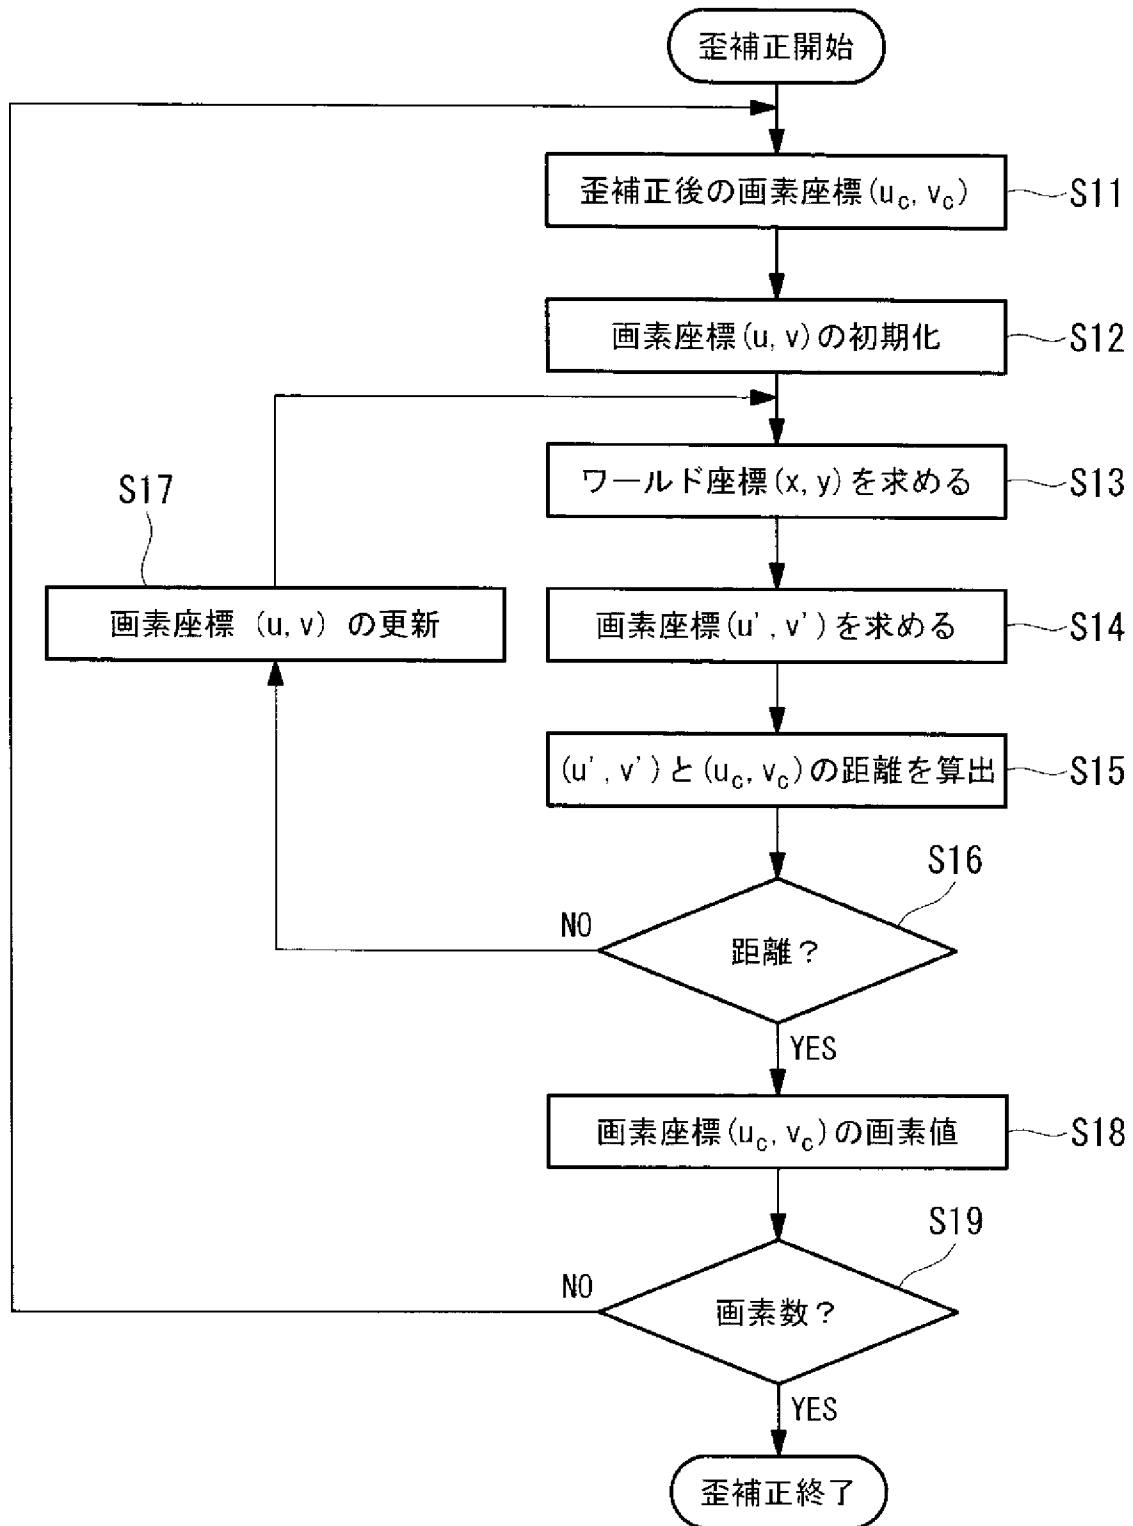 歪補正開始
歪補正後の画素座標(uc, vc)
S11
画素座標(u, v)の初期化
S12
ワールド座標(x, y)を求める
S13
S17
画素座標 (u, v) の更新
画素座標(u', v')を求める
S14
(u', v')と(uc, vc)の距離を算出
S15
S16
NO
距離?
YES
画素座標(uc, vc)の画素値
S18
S19
NO
画素数?
YES
歪補正終了